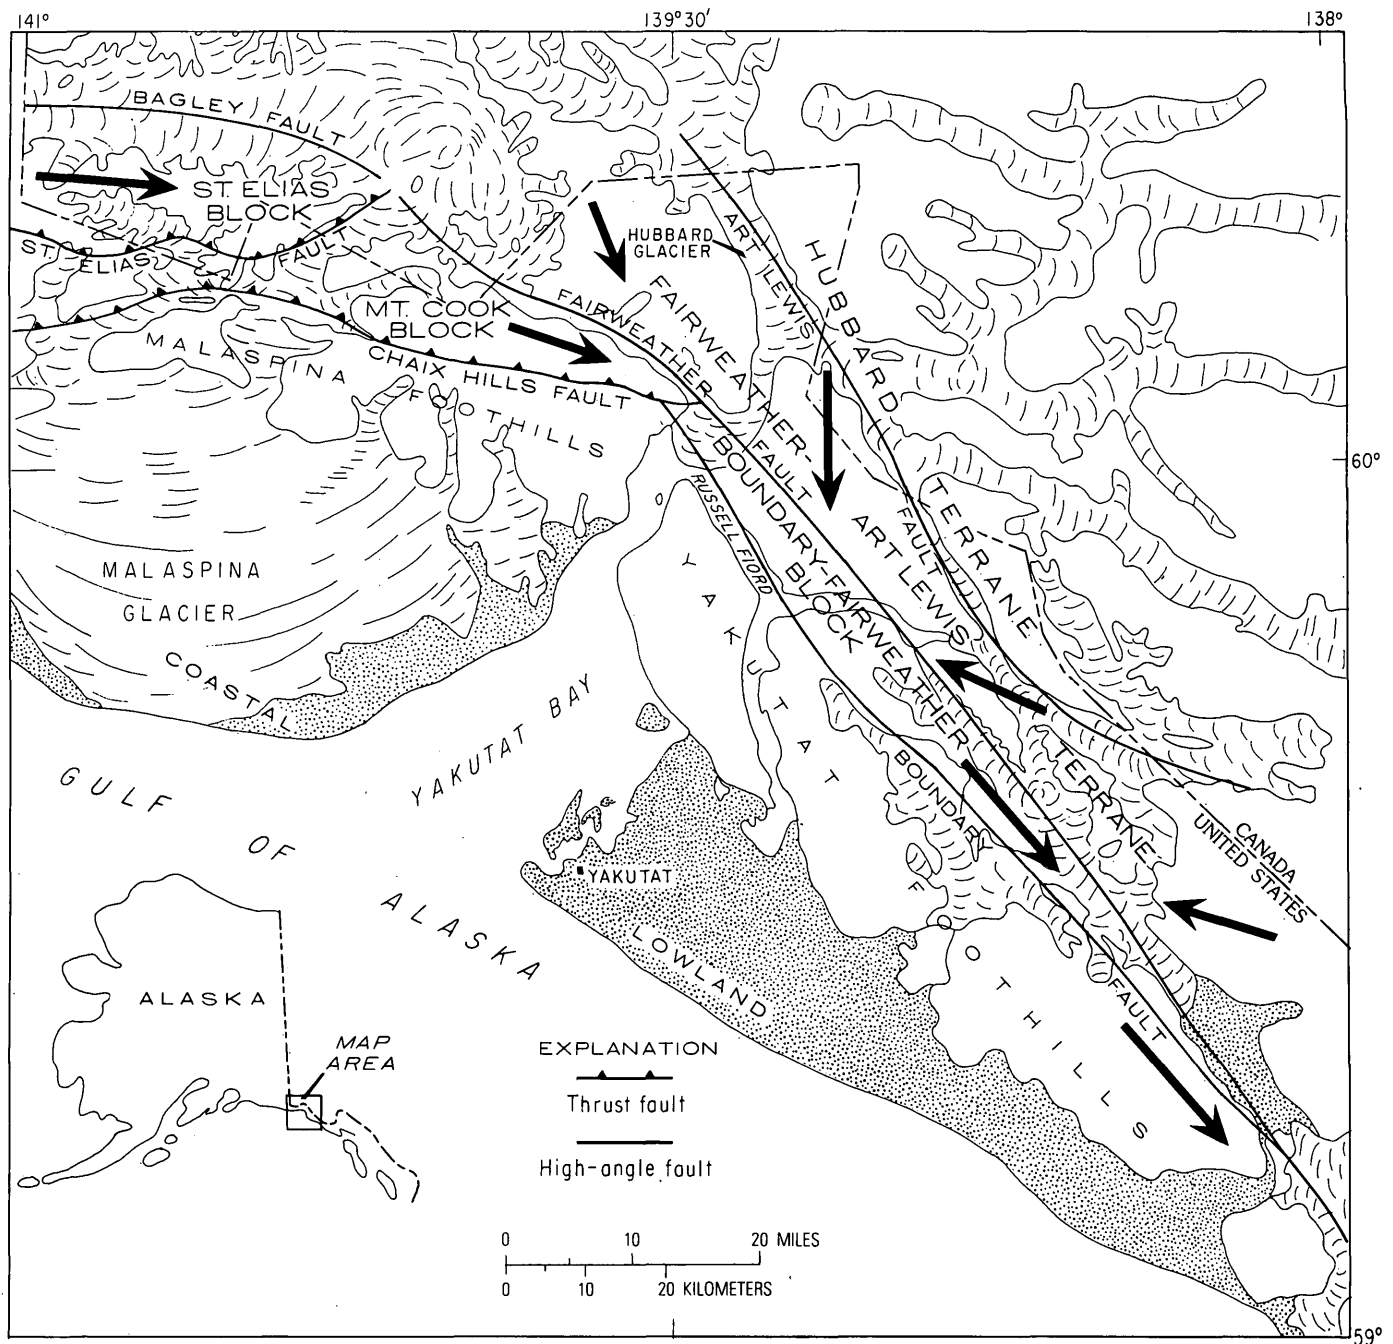 141°
139°30'
138°
BAGLEY FAULT
ST. ELIAS
BLOCK
HUBBARD
GLACIER
ART LEWIS FAULT
HUBBARD TERRANE
ST. ELIAS FAULT
MT. COOK
BLOCK
FAIRWEATHER FAULT
FAIRWEATHER-
ART LEWIS TERRANE
MALASPINA FOOTHILLS
CHAIX HILLS FAULT
60°
BOUNDARY-FAIRWEATHER
BLOCK
RUSSELL FIORD
MALASPINA
GLACIER
YAKUTAT FOOTHILLS
COASTAL LOWLAND
YAKUTAT BAY
GULF OF ALASKA
BOUNDARY FAULT
CANADA
UNITED STATES
YAKUTAT
ALASKA
MAP
AREA
EXPLANATION
Thrust fault
High-angle fault
0 10 20 MILES
0 10 20 KILOMETERS
59°